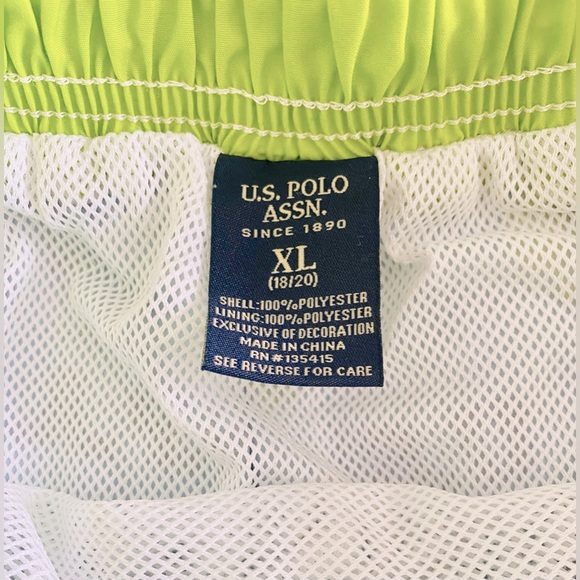 U.S. POLO
ASSN.
SINCE 1890
XL
(18/20)
SHELL:100%POLYESTER
LINING:100%POLYESTER
EXCLUSIVE OF DECORATION
MADE IN CHINA
RN#135415
SEE REVERSE FOR CARE